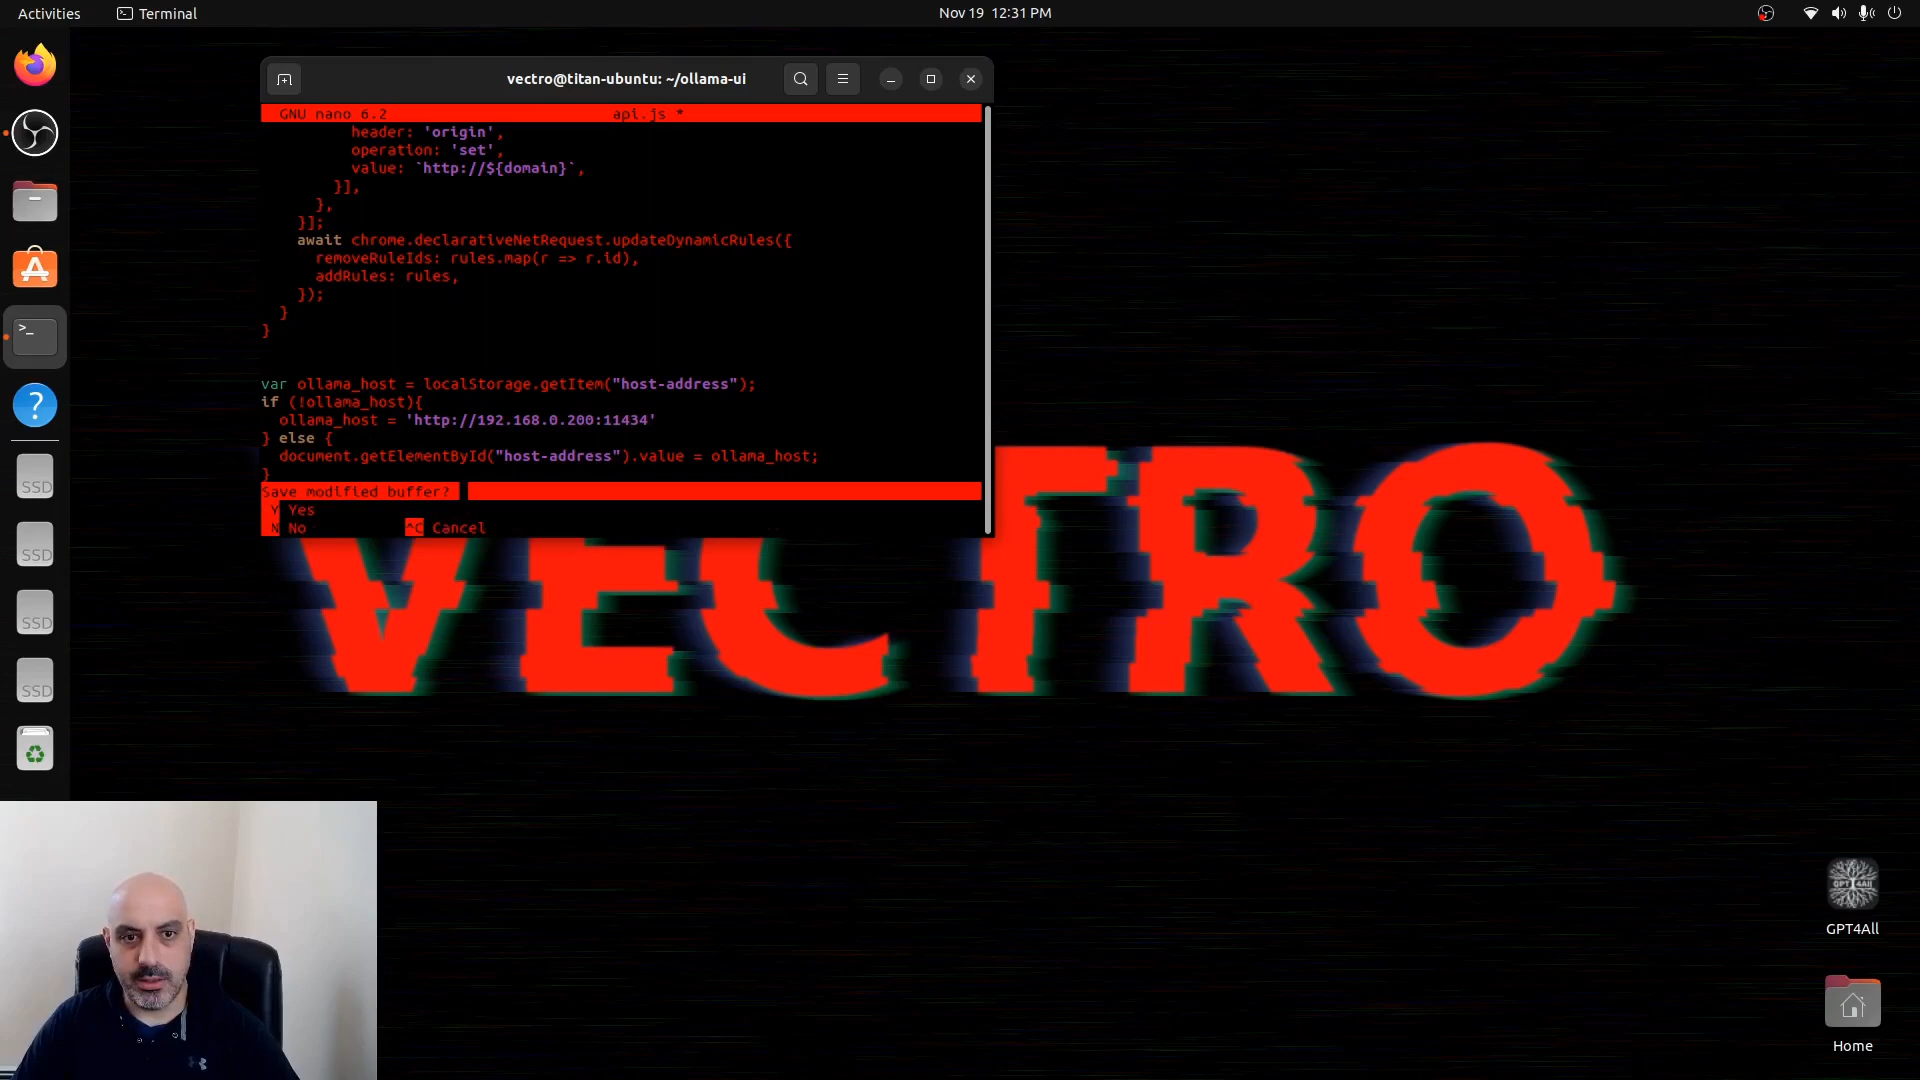 Activities
Terminal
Nov 19 12:31 PM
vectro@titan-ubuntu: ~/ollama-ui
GNU nano 6.2 api.js *
header: 'origin',
operation: 'set',
value: `http://${domain}`,
}],
},
}];
await chrome.declarativeNetRequest.updateDynamicRules({
removeRuleIds: rules.map(r => r.id),
addRules: rules,
});
}
}
var ollama_host = localStorage.getItem("host-address");
if (!ollama_host){
ollama_host = 'http://192.168.0.200:11434'
} else {
document.getElementById("host-address").value = ollama_host;
}
Save modified buffer?
Y Yes
N No ^C Cancel
VECTRO
SSD
SSD
SSD
SSD
GPT4All
GPT4All
Home